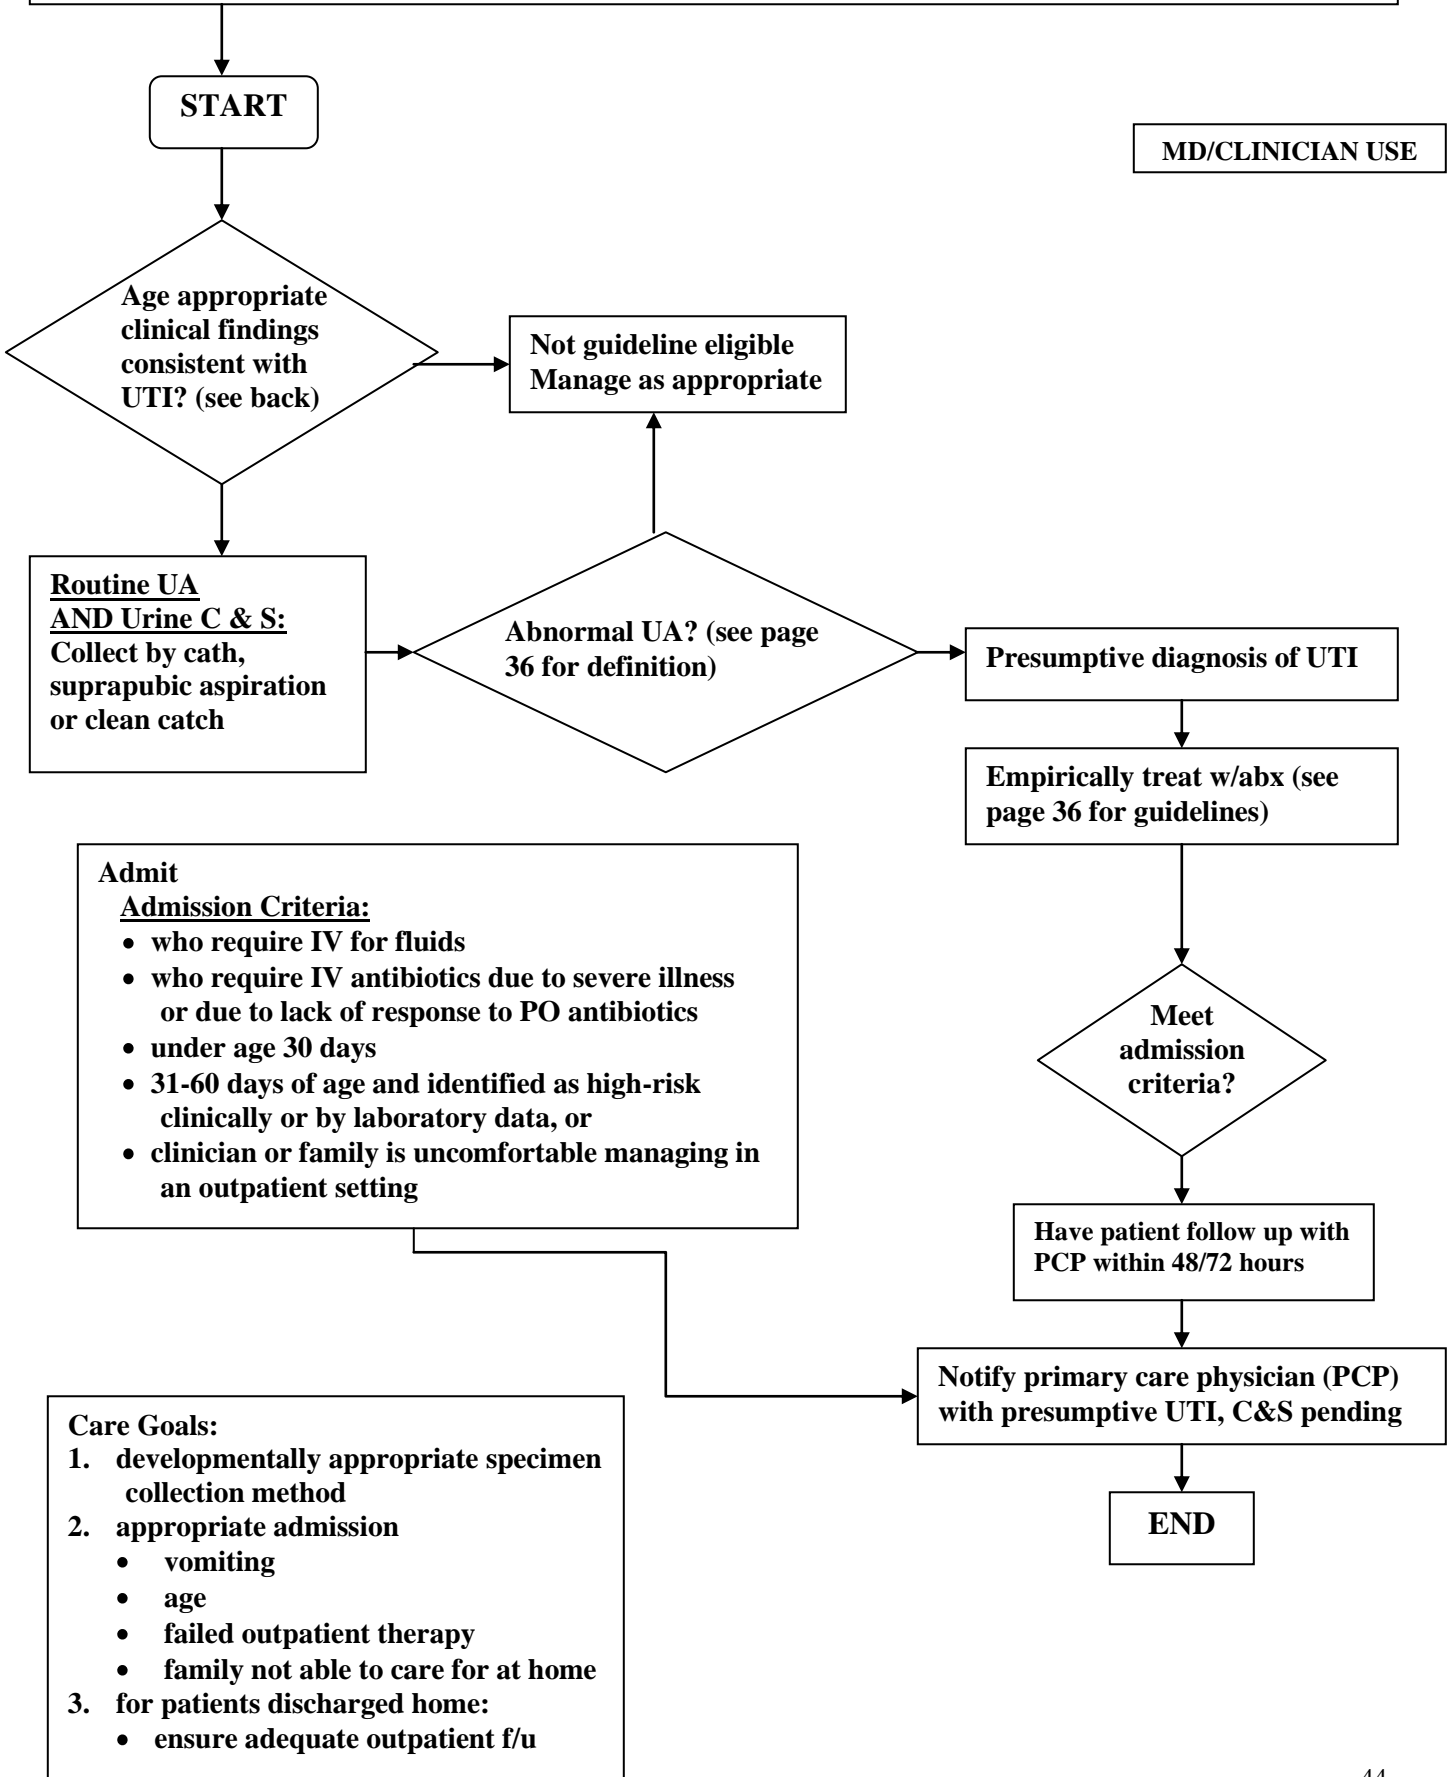 START
MD/CLINICIAN USE
Age appropriate
clinical findings
consistent with
UTI? (see back)
Not guideline eligible
Manage as appropriate
Routine UA
AND Urine C & S:
Collect by cath,
suprapubic aspiration
or clean catch
Abnormal UA? (see page
36 for definition)
Presumptive diagnosis of UTI
Empirically treat w/abx (see
page 36 for guidelines)
Admit
Admission Criteria:
• who require IV for fluids
• who require IV antibiotics due to severe illness
or due to lack of response to PO antibiotics
• under age 30 days
• 31-60 days of age and identified as high-risk
clinically or by laboratory data, or
• clinician or family is uncomfortable managing in
an outpatient setting
Meet
admission
criteria?
Have patient follow up with
PCP within 48/72 hours
Notify primary care physician (PCP)
with presumptive UTI, C&S pending
END
Care Goals:
1. developmentally appropriate specimen
collection method
2. appropriate admission
• vomiting
• age
• failed outpatient therapy
• family not able to care for at home
3. for patients discharged home:
• ensure adequate outpatient f/u
44